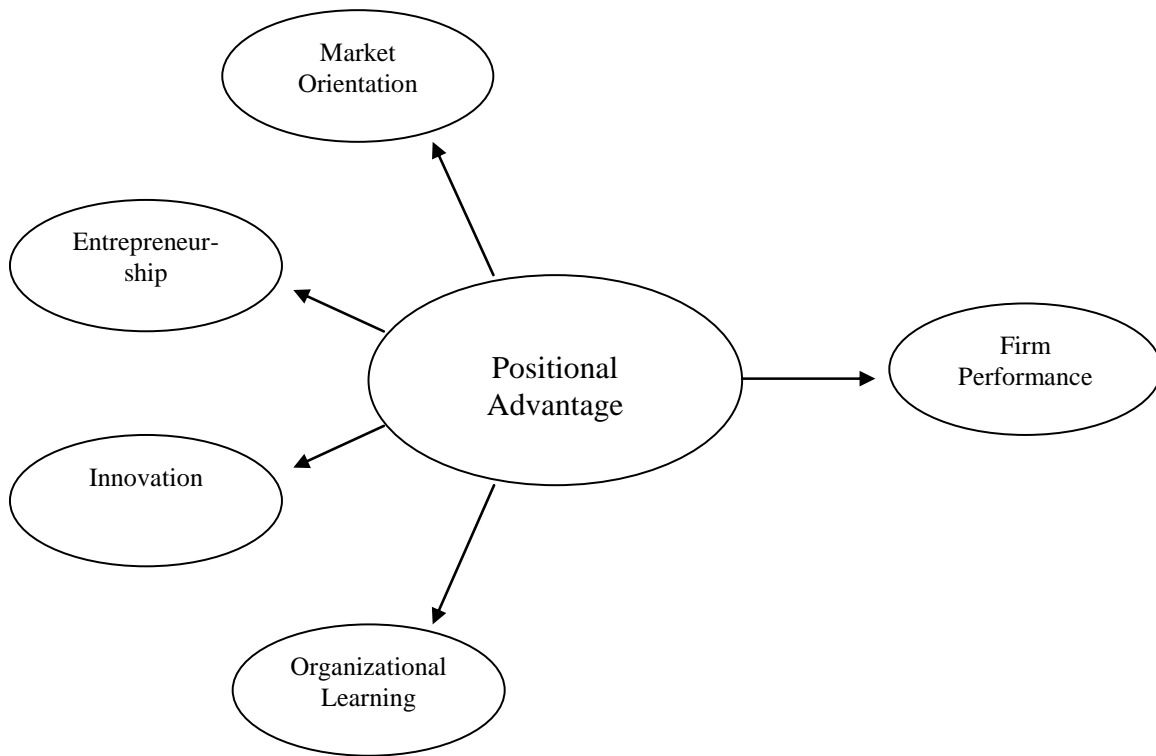 Market
Orientation
Entrepreneur-
ship
Positional
Advantage
Firm
Performance
Innovation
Organizational
Learning